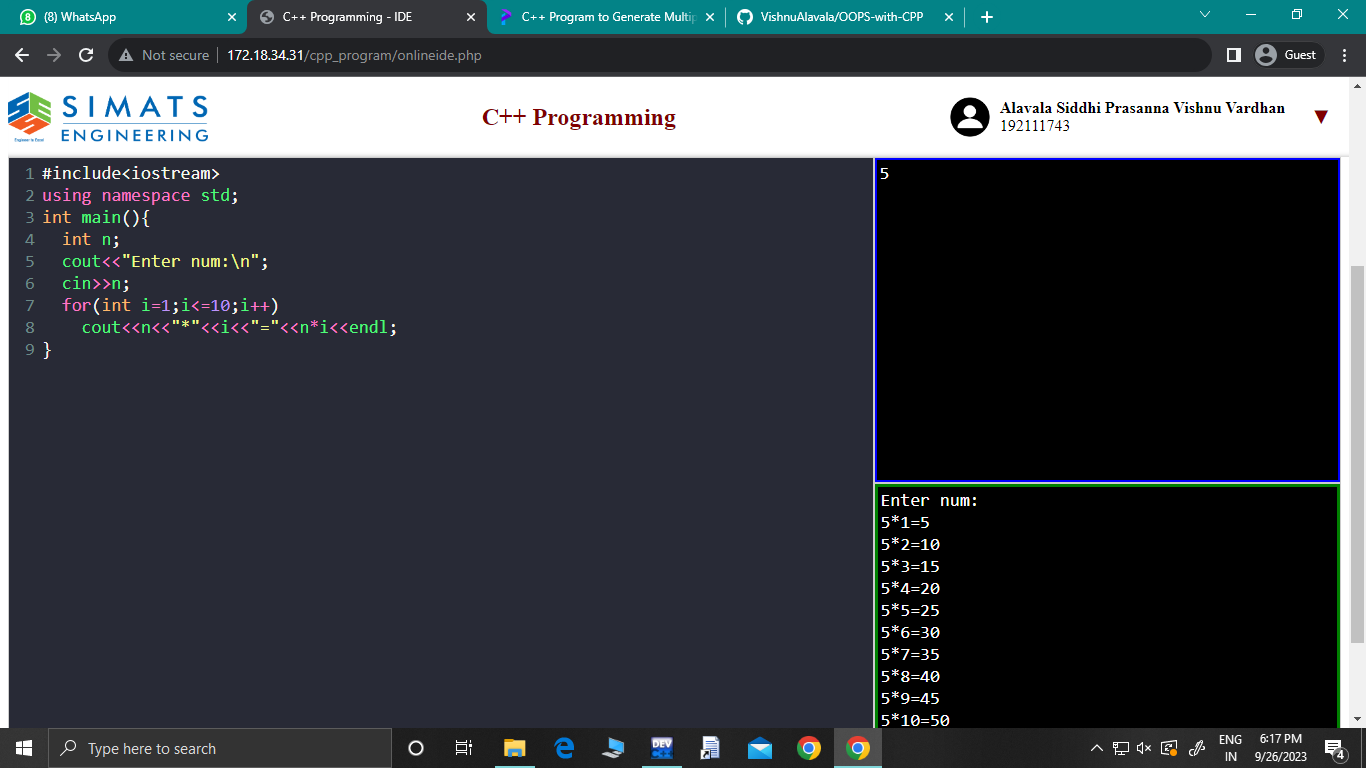 (8) WhatsApp
C++ Programming - IDE
C++ Program to Generate Multip
VishnuAlavala/OOPS-with-CPP
Not secure
172.18.34.31/cpp_program/onlineide.php
Guest
SIMATS
ENGINEERING
Engineer to Excel
C++ Programming
Alavala Siddhi Prasanna Vishnu Vardhan
192111743
1 #include<iostream>
2 using namespace std;
3 int main(){
4 int n;
5 cout<<"Enter num:\n";
6 cin>>n;
7 for(int i=1;i<=10;i++)
8 cout<<n<<"*"<<i<<"="<<n*i<<endl;
9 }
5
Enter num:
5*1=5
5*2=10
5*3=15
5*4=20
5*5=25
5*6=30
5*7=35
5*8=40
5*9=45
5*10=50
Type here to search
DEV
ENG
IN
6:17 PM
9/26/2023
4